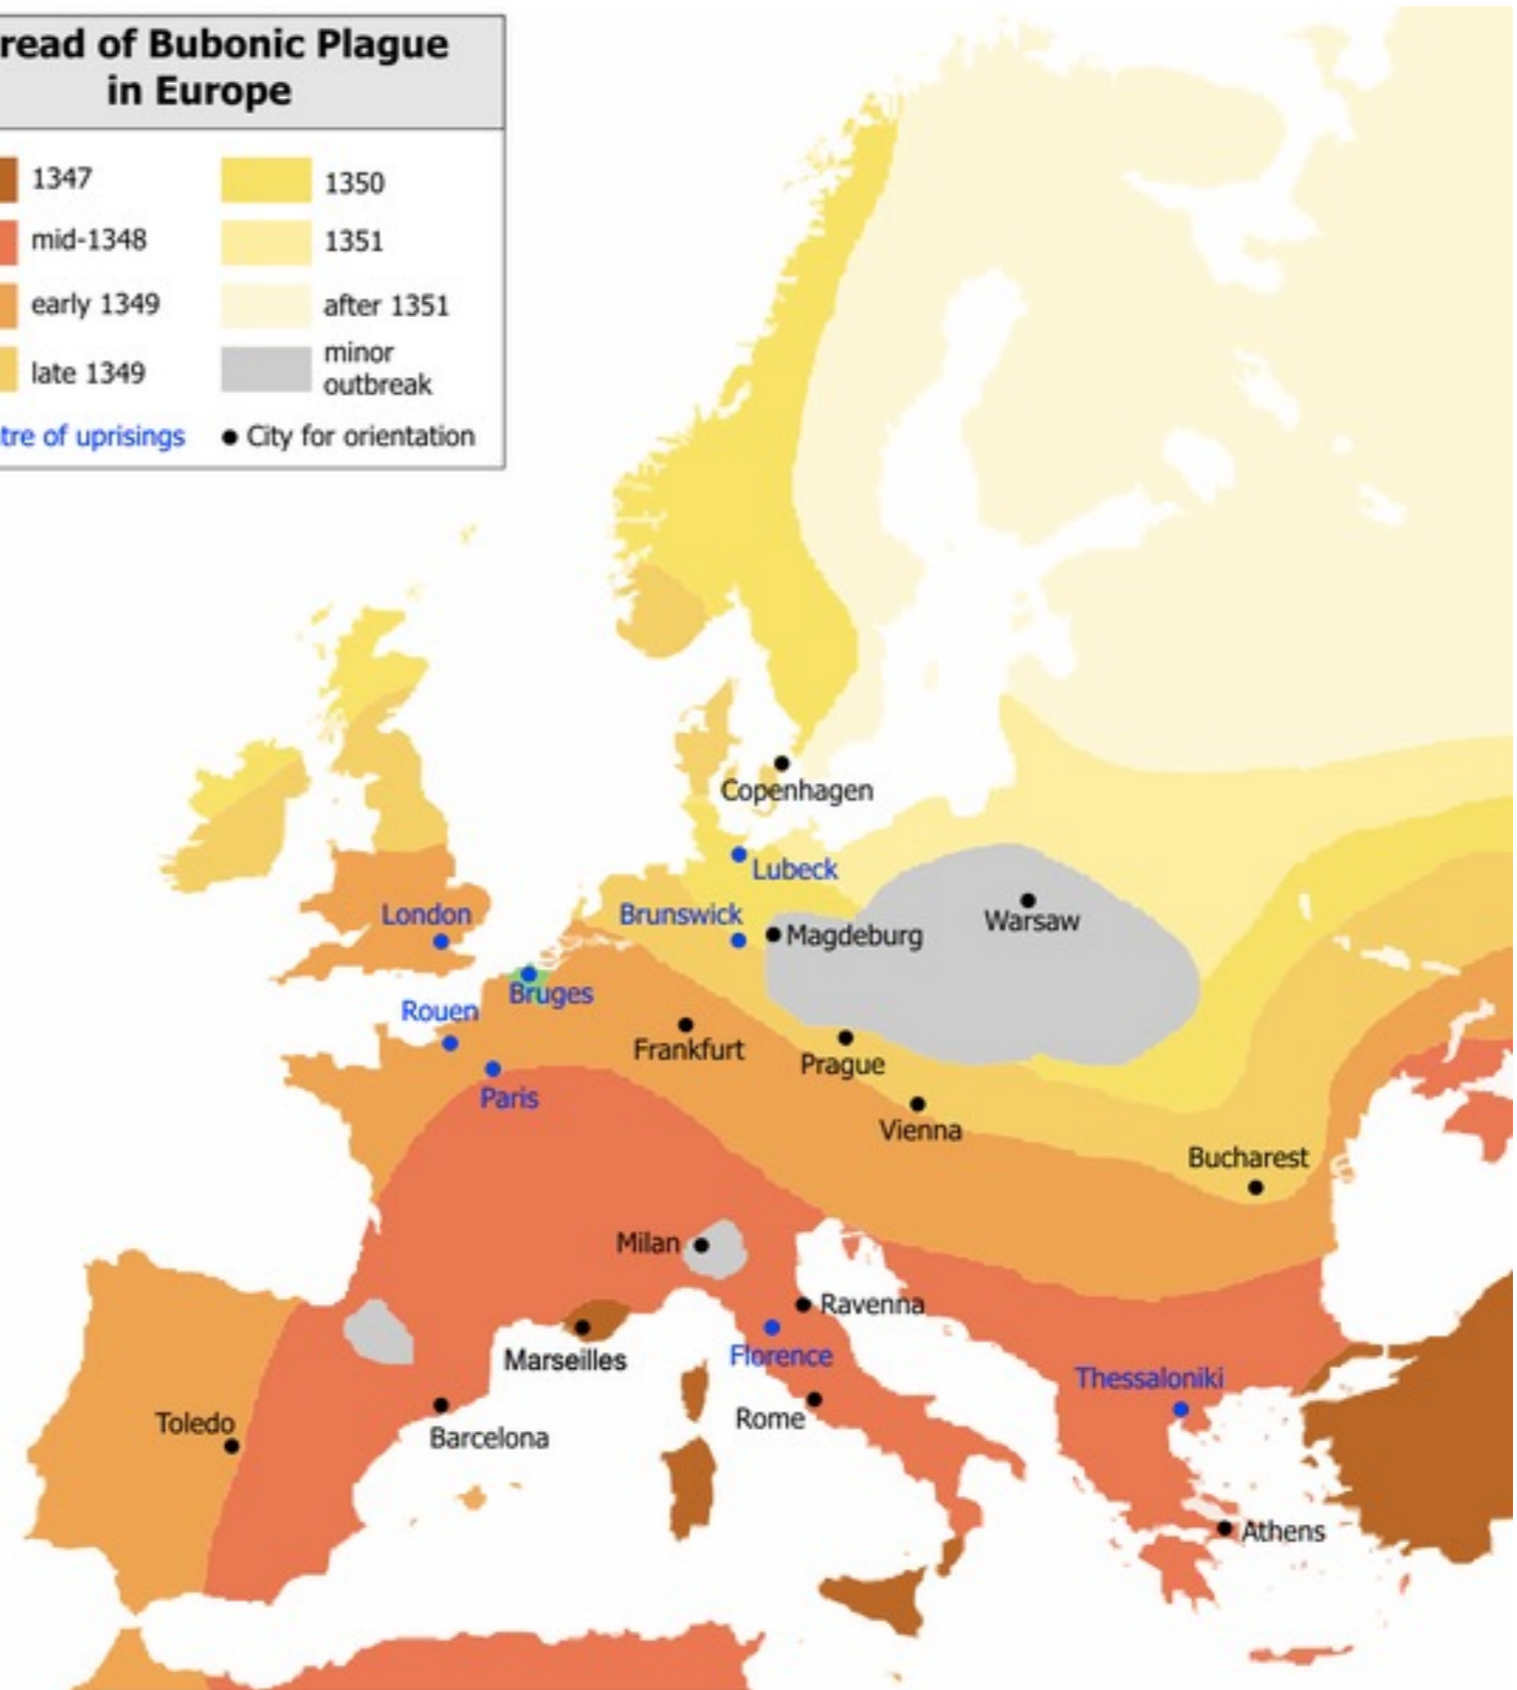 read of Bubonic Plague
in Europe
1347
1350
mid-1348
1351
early 1349
after 1351
late 1349
minor
outbreak
tre of uprisings
City for orientation
Copenhagen
Lubeck
Brunswick
Magdeburg
Warsaw
London
Bruges
Rouen
Frankfurt
Prague
Paris
Vienna
Bucharest
Milan
Ravenna
Marseilles
Florence
Thessaloniki
Toledo
Rome
Barcelona
Athens